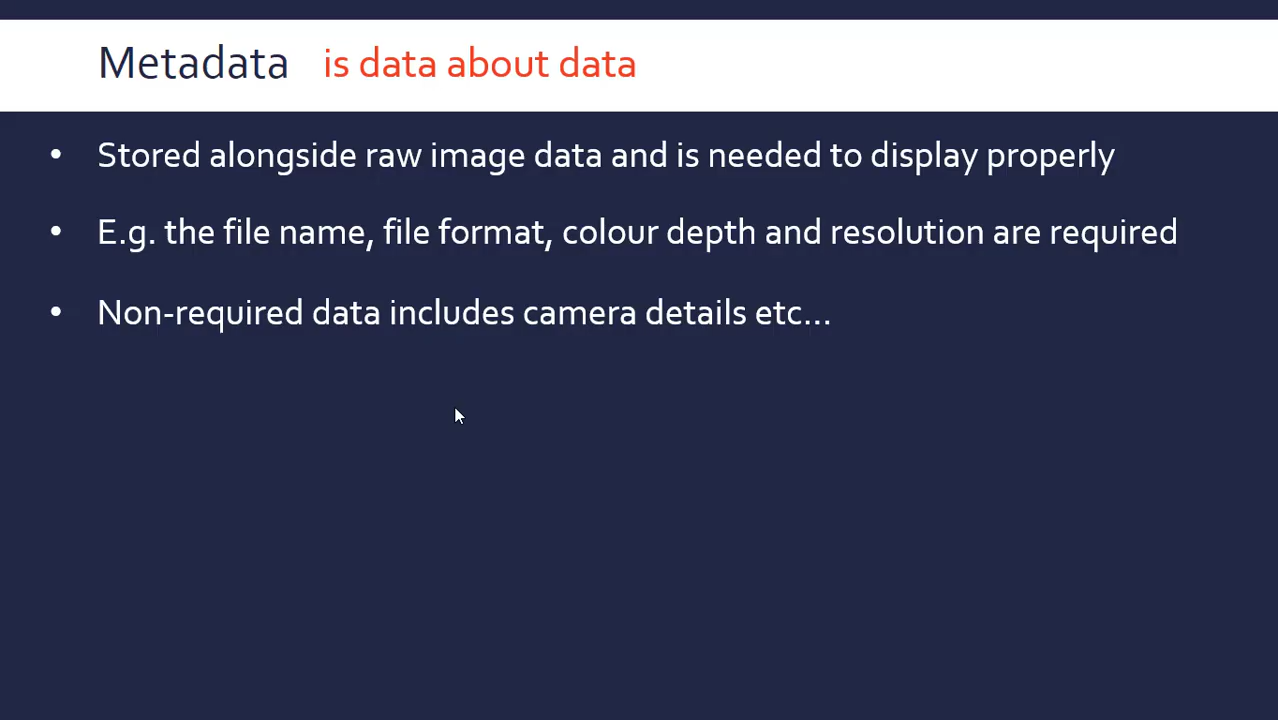 Metadata is data about data
• Stored alongside raw image data and is needed to display properly
• E.g. the file name, file format, colour depth and resolution are required
• Non-required data includes camera details etc...